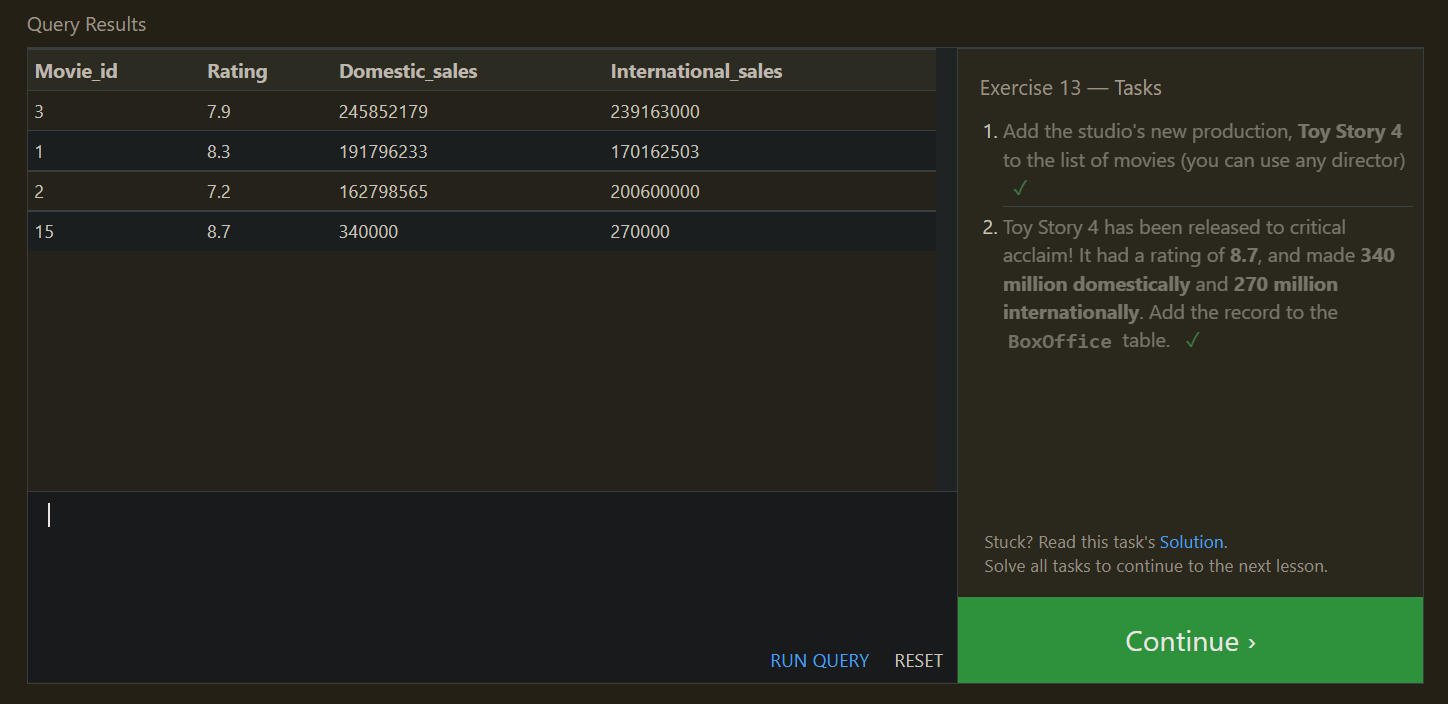 Query Results
Movie_id Rating Domestic_sales International_sales
3 7.9 245852179 239163000
1 8.3 191796233 170162503
2 7.2 162798565 200600000
15 8.7 340000 270000
Exercise 13 — Tasks
1. Add the studio's new production, Toy Story 4
to the list of movies (you can use any director)
✓
2. Toy Story 4 has been released to critical
acclaim! It had a rating of 8.7, and made 340
million domestically and 270 million
internationally. Add the record to the
BoxOffice table. ✓
Stuck? Read this task's Solution.
Solve all tasks to continue to the next lesson.
RUN QUERY RESET
Continue ›